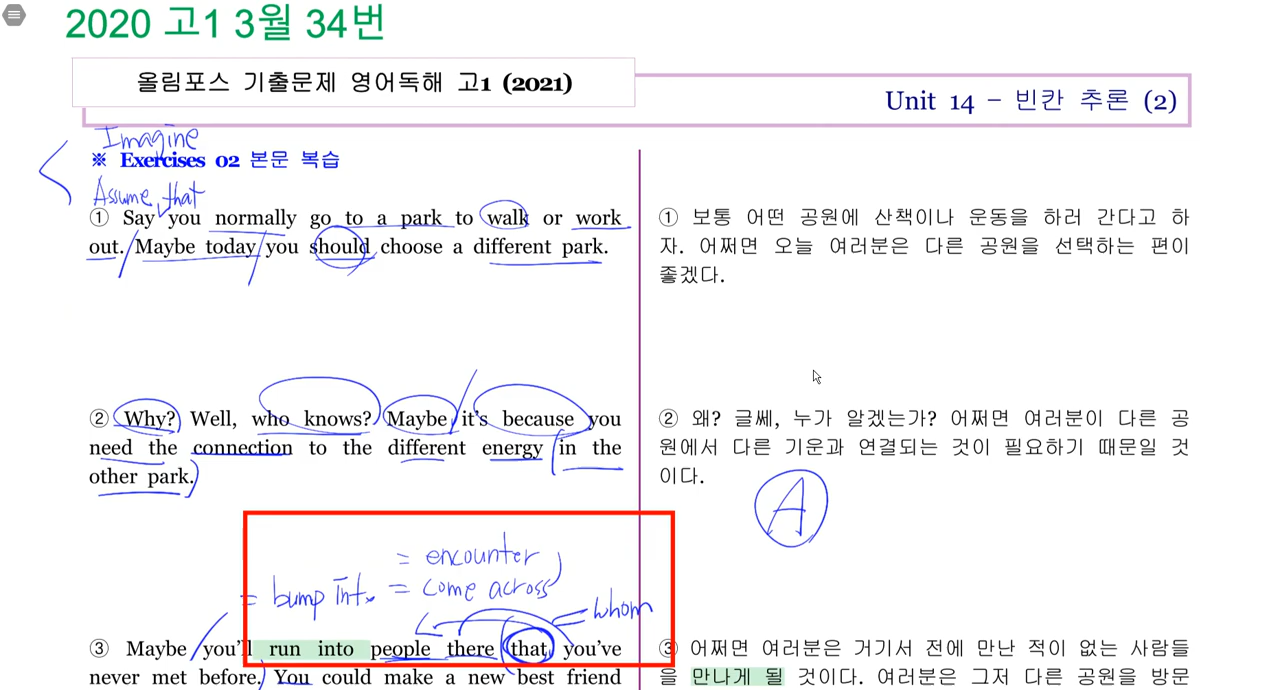 2020 고1 3월 34번
올림포스 기출문제 영어독해 고1 (2021)
Unit 14 – 빈칸 추론 (2)
Imagine
※ Exercises 02 본문 복습
Assume that
① Say you normally go to a park to walk or work
out. Maybe today you should choose a different park.
① 보통 어떤 공원에 산책이나 운동을 하러 간다고 하
자. 어쩌면 오늘 여러분은 다른 공원을 선택하는 편이
좋겠다.
② Why? Well, who knows? Maybe it's because you
need the connection to the different energy in the
other park.
② 왜? 글쎄, 누가 알겠는가? 어쩌면 여러분이 다른 공
원에서 다른 기운과 연결되는 것이 필요하기 때문일 것
이다.
A
= encounter
= bump into = come across
whom
③ Maybe you'll run into people there that you've
never met before. You could make a new best friend
③ 어쩌면 여러분은 거기서 전에 만난 적이 없는 사람들
을 만나게 될 것이다. 여러분은 그저 다른 공원을 방문